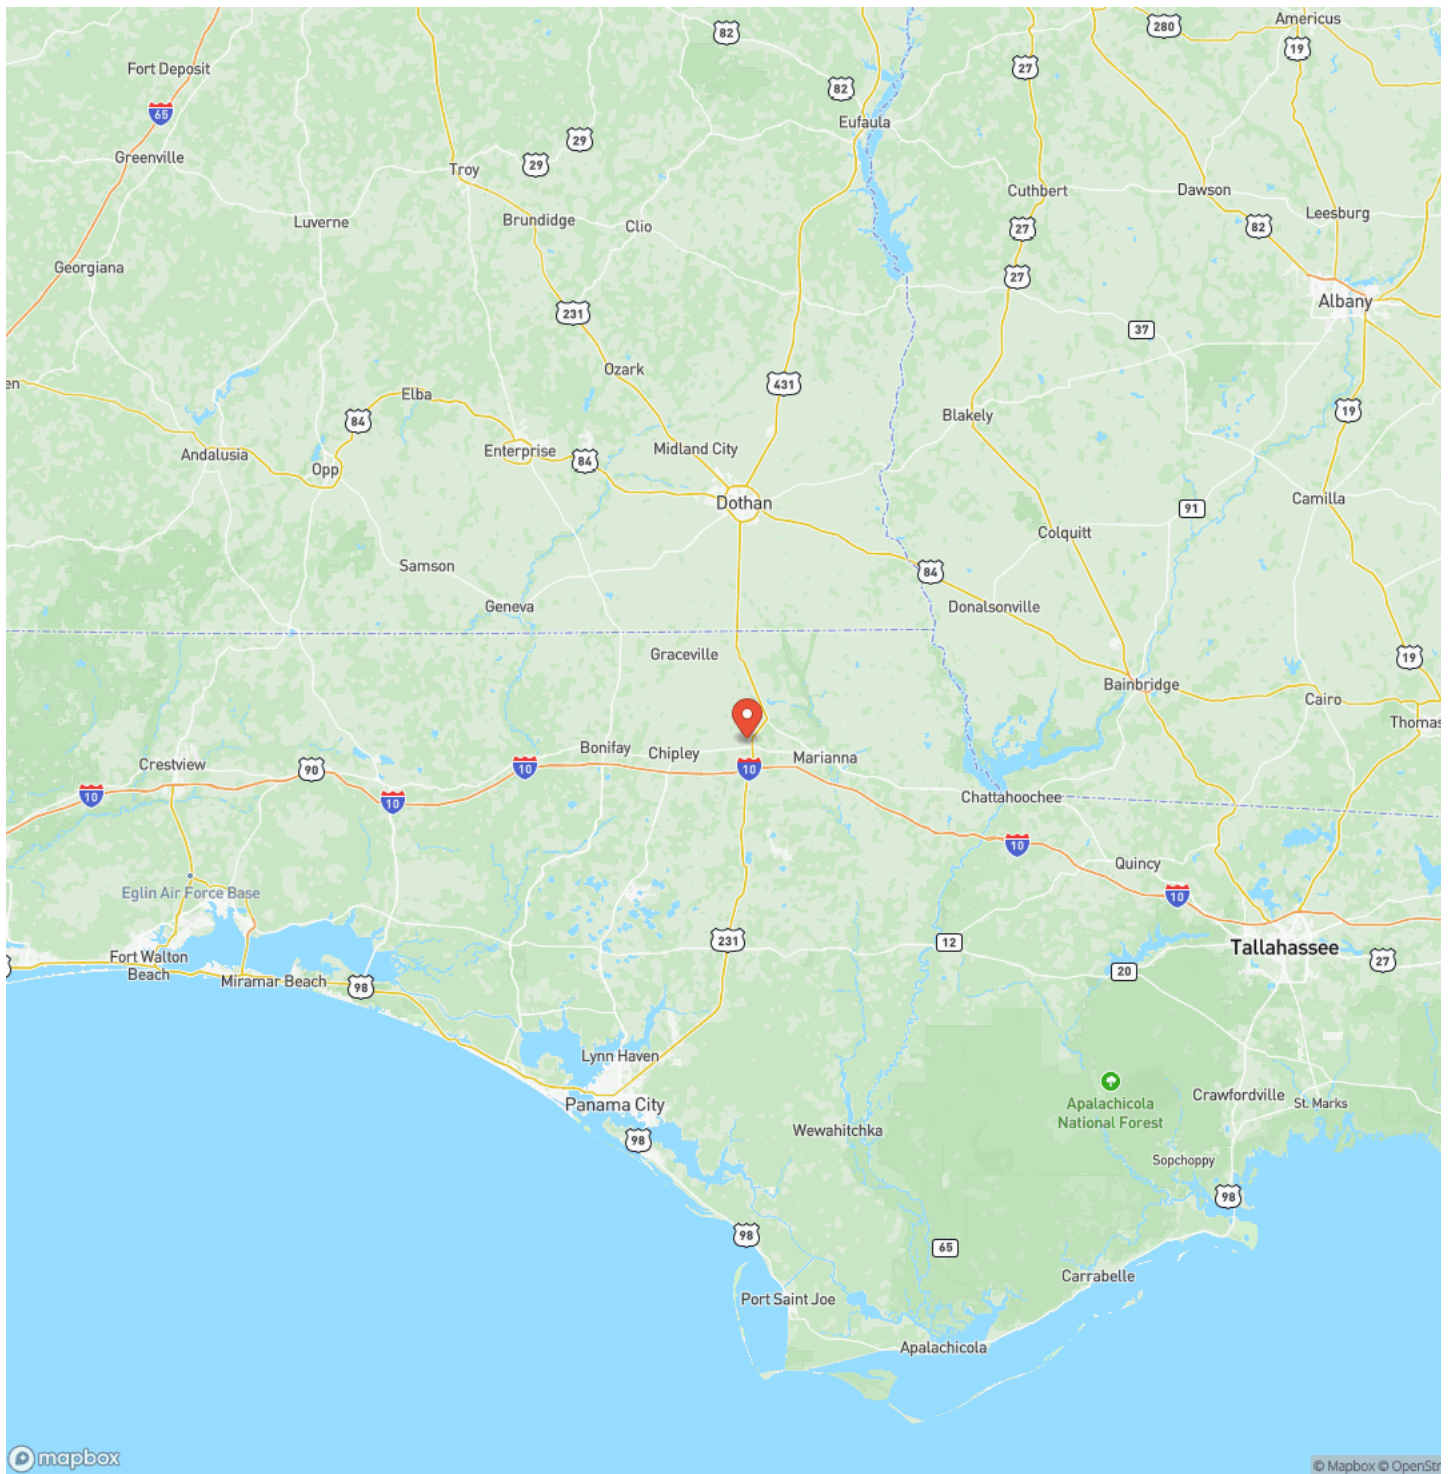 Americus
82
280
19
Fort Deposit
27
82
65
Eufaula
29
Greenville
29
Troy
Cuthbert
Dawson
Leesburg
Luverne
Brundidge
Clio
27
82
Georgiana
27
Albany
231
37
Ozark
431
en
Elba
Blakely
19
84
Andalusia
Enterprise
Midland City
84
Opp
Dothan
Camilla
91
Colquitt
Samson
84
Geneva
Donalsonville
Graceville
19
Bainbridge
Cairo
Thomas
Bonifay
Chipley
Marianna
Crestview
90
10
10
10
10
Chattahoochee
10
Quincy
Eglin Air Force Base
10
231
12
Tallahassee
27
Fort Walton
Beach
Miramar Beach
98
20
Lynn Haven
Panama City
Apalachicola
National Forest
Crawfordville
St. Marks
98
Wewahitchka
Sopchoppy
98
98
65
Carrabelle
Port Saint Joe
Apalachicola
mapbox
© Mapbox © OpenStr